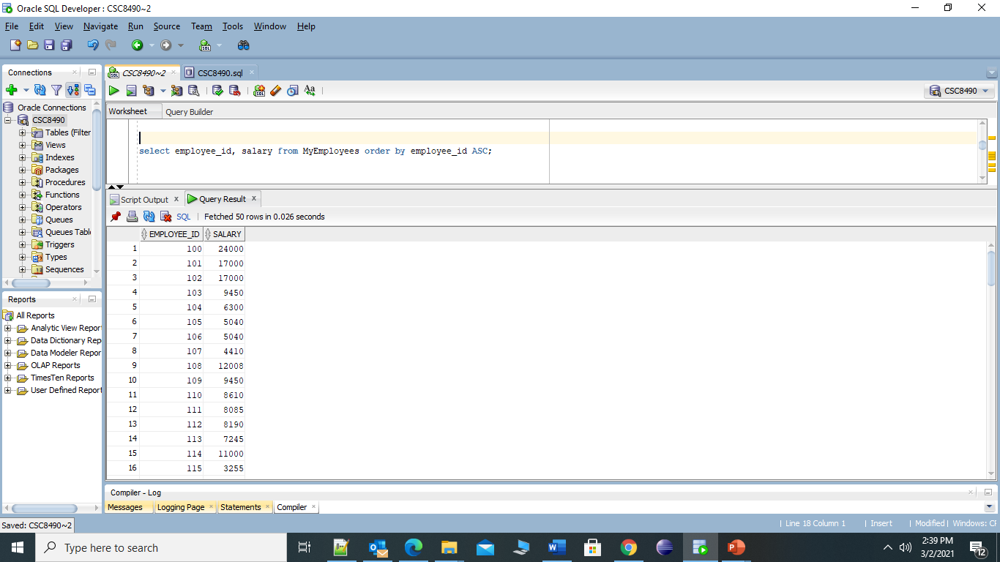 Oracle SQL Developer : CSC8490~2
File Edit View Navigate Run Source Team Tools Window Help
Connections
Oracle Connections
CSC8490
Tables (Filter
Views
Indexes
Packages
Procedures
Functions
Operators
Queues
Queues Tabl
Triggers
Types
Sequences
Reports
All Reports
Analytic View Repor
Data Dictionary Rep
Data Modeler Repor
OLAP Reports
TimesTen Reports
User Defined Report
CSC8490~2 CSC8490.sql
CSC8490
Worksheet Query Builder
select employee_id, salary from MyEmployees order by employee_id ASC;
Script Output Query Result
SQL Fetched 50 rows in 0.026 seconds
EMPLOYEE_ID SALARY
1 100 24000
2 101 17000
3 102 17000
4 103 9450
5 104 6300
6 105 5040
7 106 5040
8 107 4410
9 108 12008
10 109 9450
11 110 8610
12 111 8085
13 112 8190
14 113 7245
15 114 11000
16 115 3255
Compiler - Log
Messages Logging Page Statements Compiler
Saved: CSC8490~2
Line 18 Column 1 Insert Modified Windows: CF
Type here to search
2:39 PM
3/2/2021
12